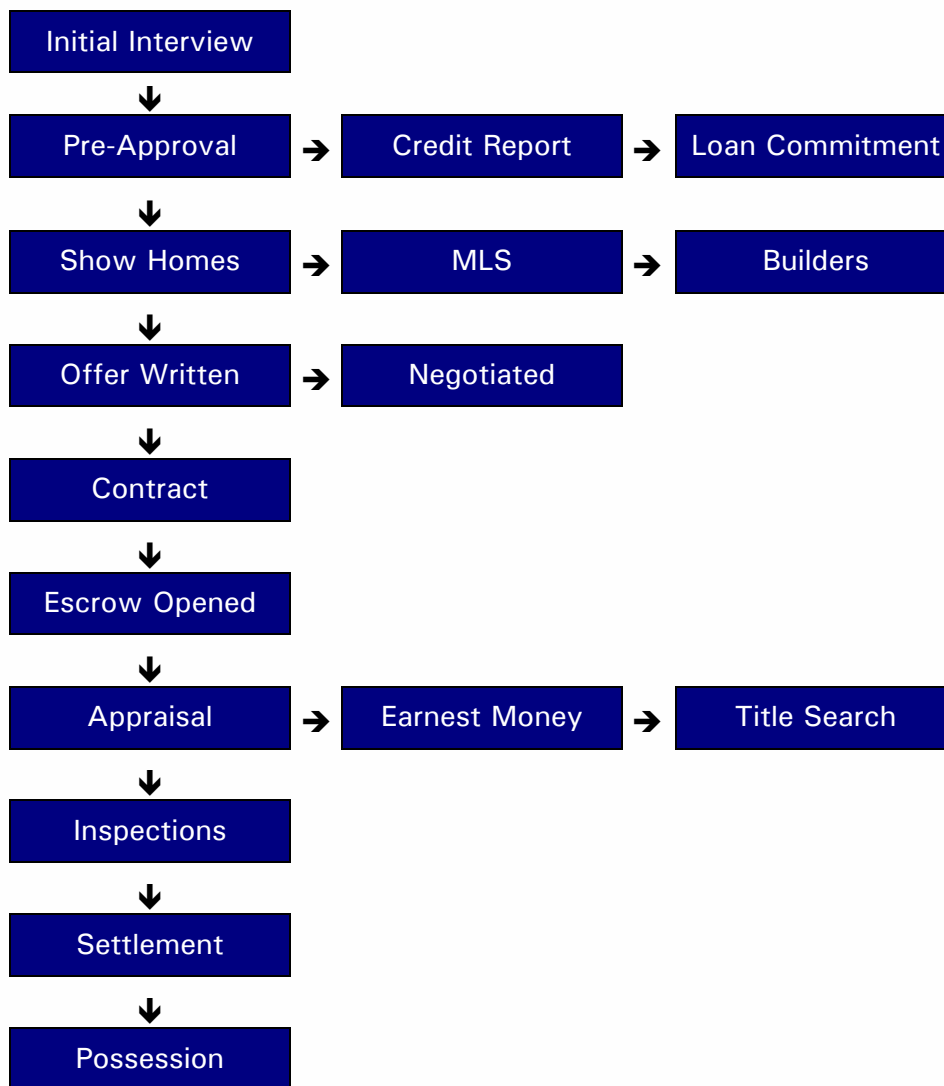 Initial Interview
Pre-Approval
Credit Report
Loan Commitment
Show Homes
MLS
Builders
Offer Written
Negotiated
Contract
Escrow Opened
Appraisal
Earnest Money
Title Search
Inspections
Settlement
Possession